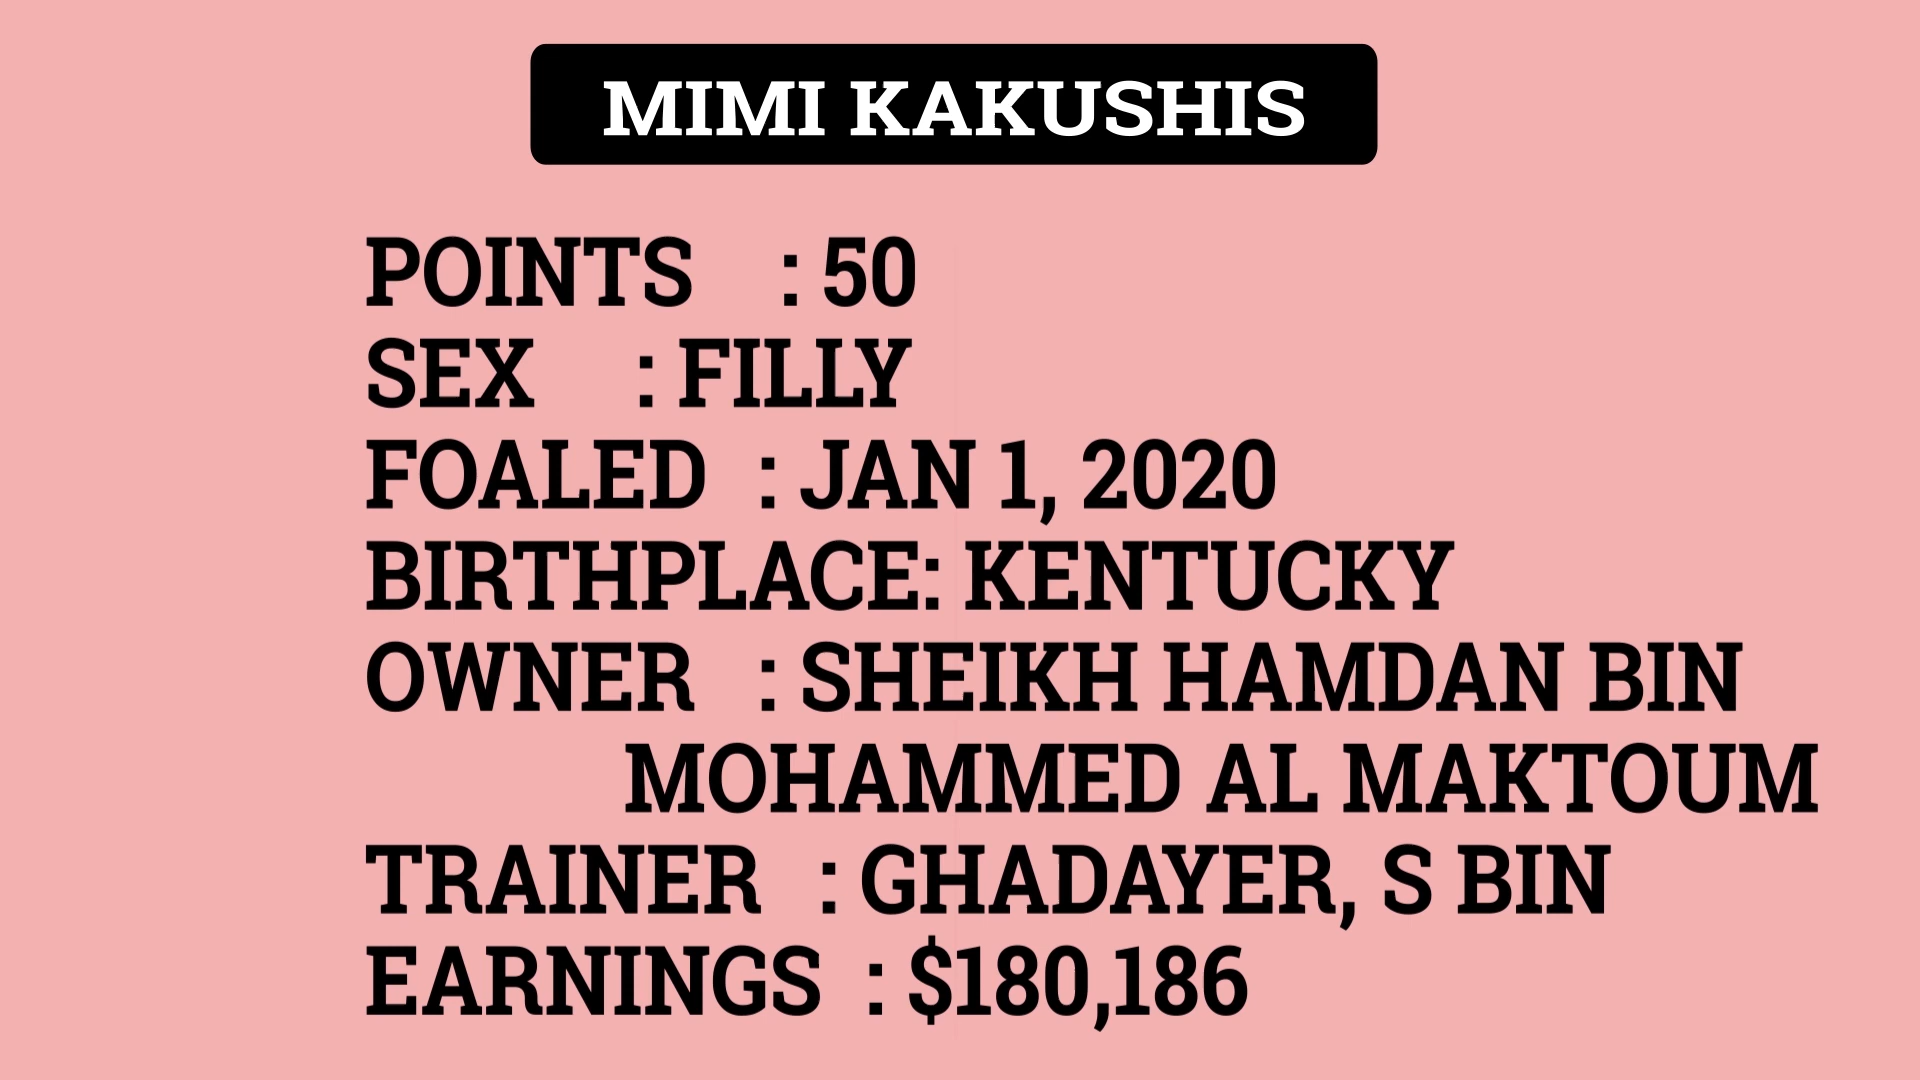 MIMI KAKUSHIS
POINTS : 50
SEX : FILLY
FOALED : JAN 1, 2020
BIRTHPLACE: KENTUCKY
OWNER : SHEIKH HAMDAN BIN
MOHAMMED AL MAKTOUM
TRAINER : GHADAYER, S BIN
EARNINGS : $180,186